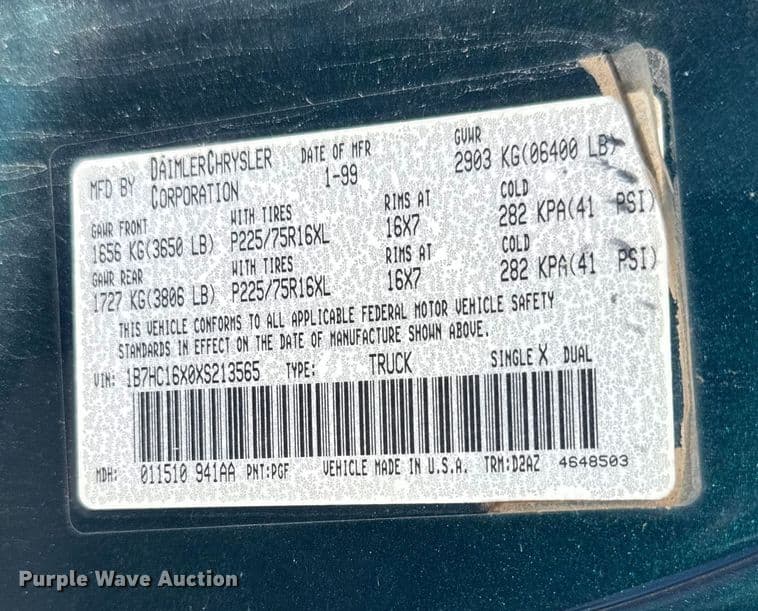 MFD BY DAIMLERCHRYSLER CORPORATION DATE OF MFR 1-99 GVWR 2903 KG(06400 LB)
GAWR FRONT WITH TIRES RIMS AT COLD
1656 KG(3650 LB) P225/75R16XL 16X7 282 KPA(41 PSI)
GAWR REAR WITH TIRES RIMS AT COLD
1727 KG(3806 LB) P225/75R16XL 16X7 282 KPA(41 PSI)
THIS VEHICLE CONFORMS TO ALL APPLICABLE FEDERAL MOTOR VEHICLE SAFETY
STANDARDS IN EFFECT ON THE DATE OF MANUFACTURE SHOWN ABOVE.
VIN: 1B7HC16X0XS213565 TYPE: TRUCK SINGLE X DUAL
MDH: 011510 941AA PNT:PGF VEHICLE MADE IN U.S.A. TRM:D2AZ 4648503
Purple Wave Auction